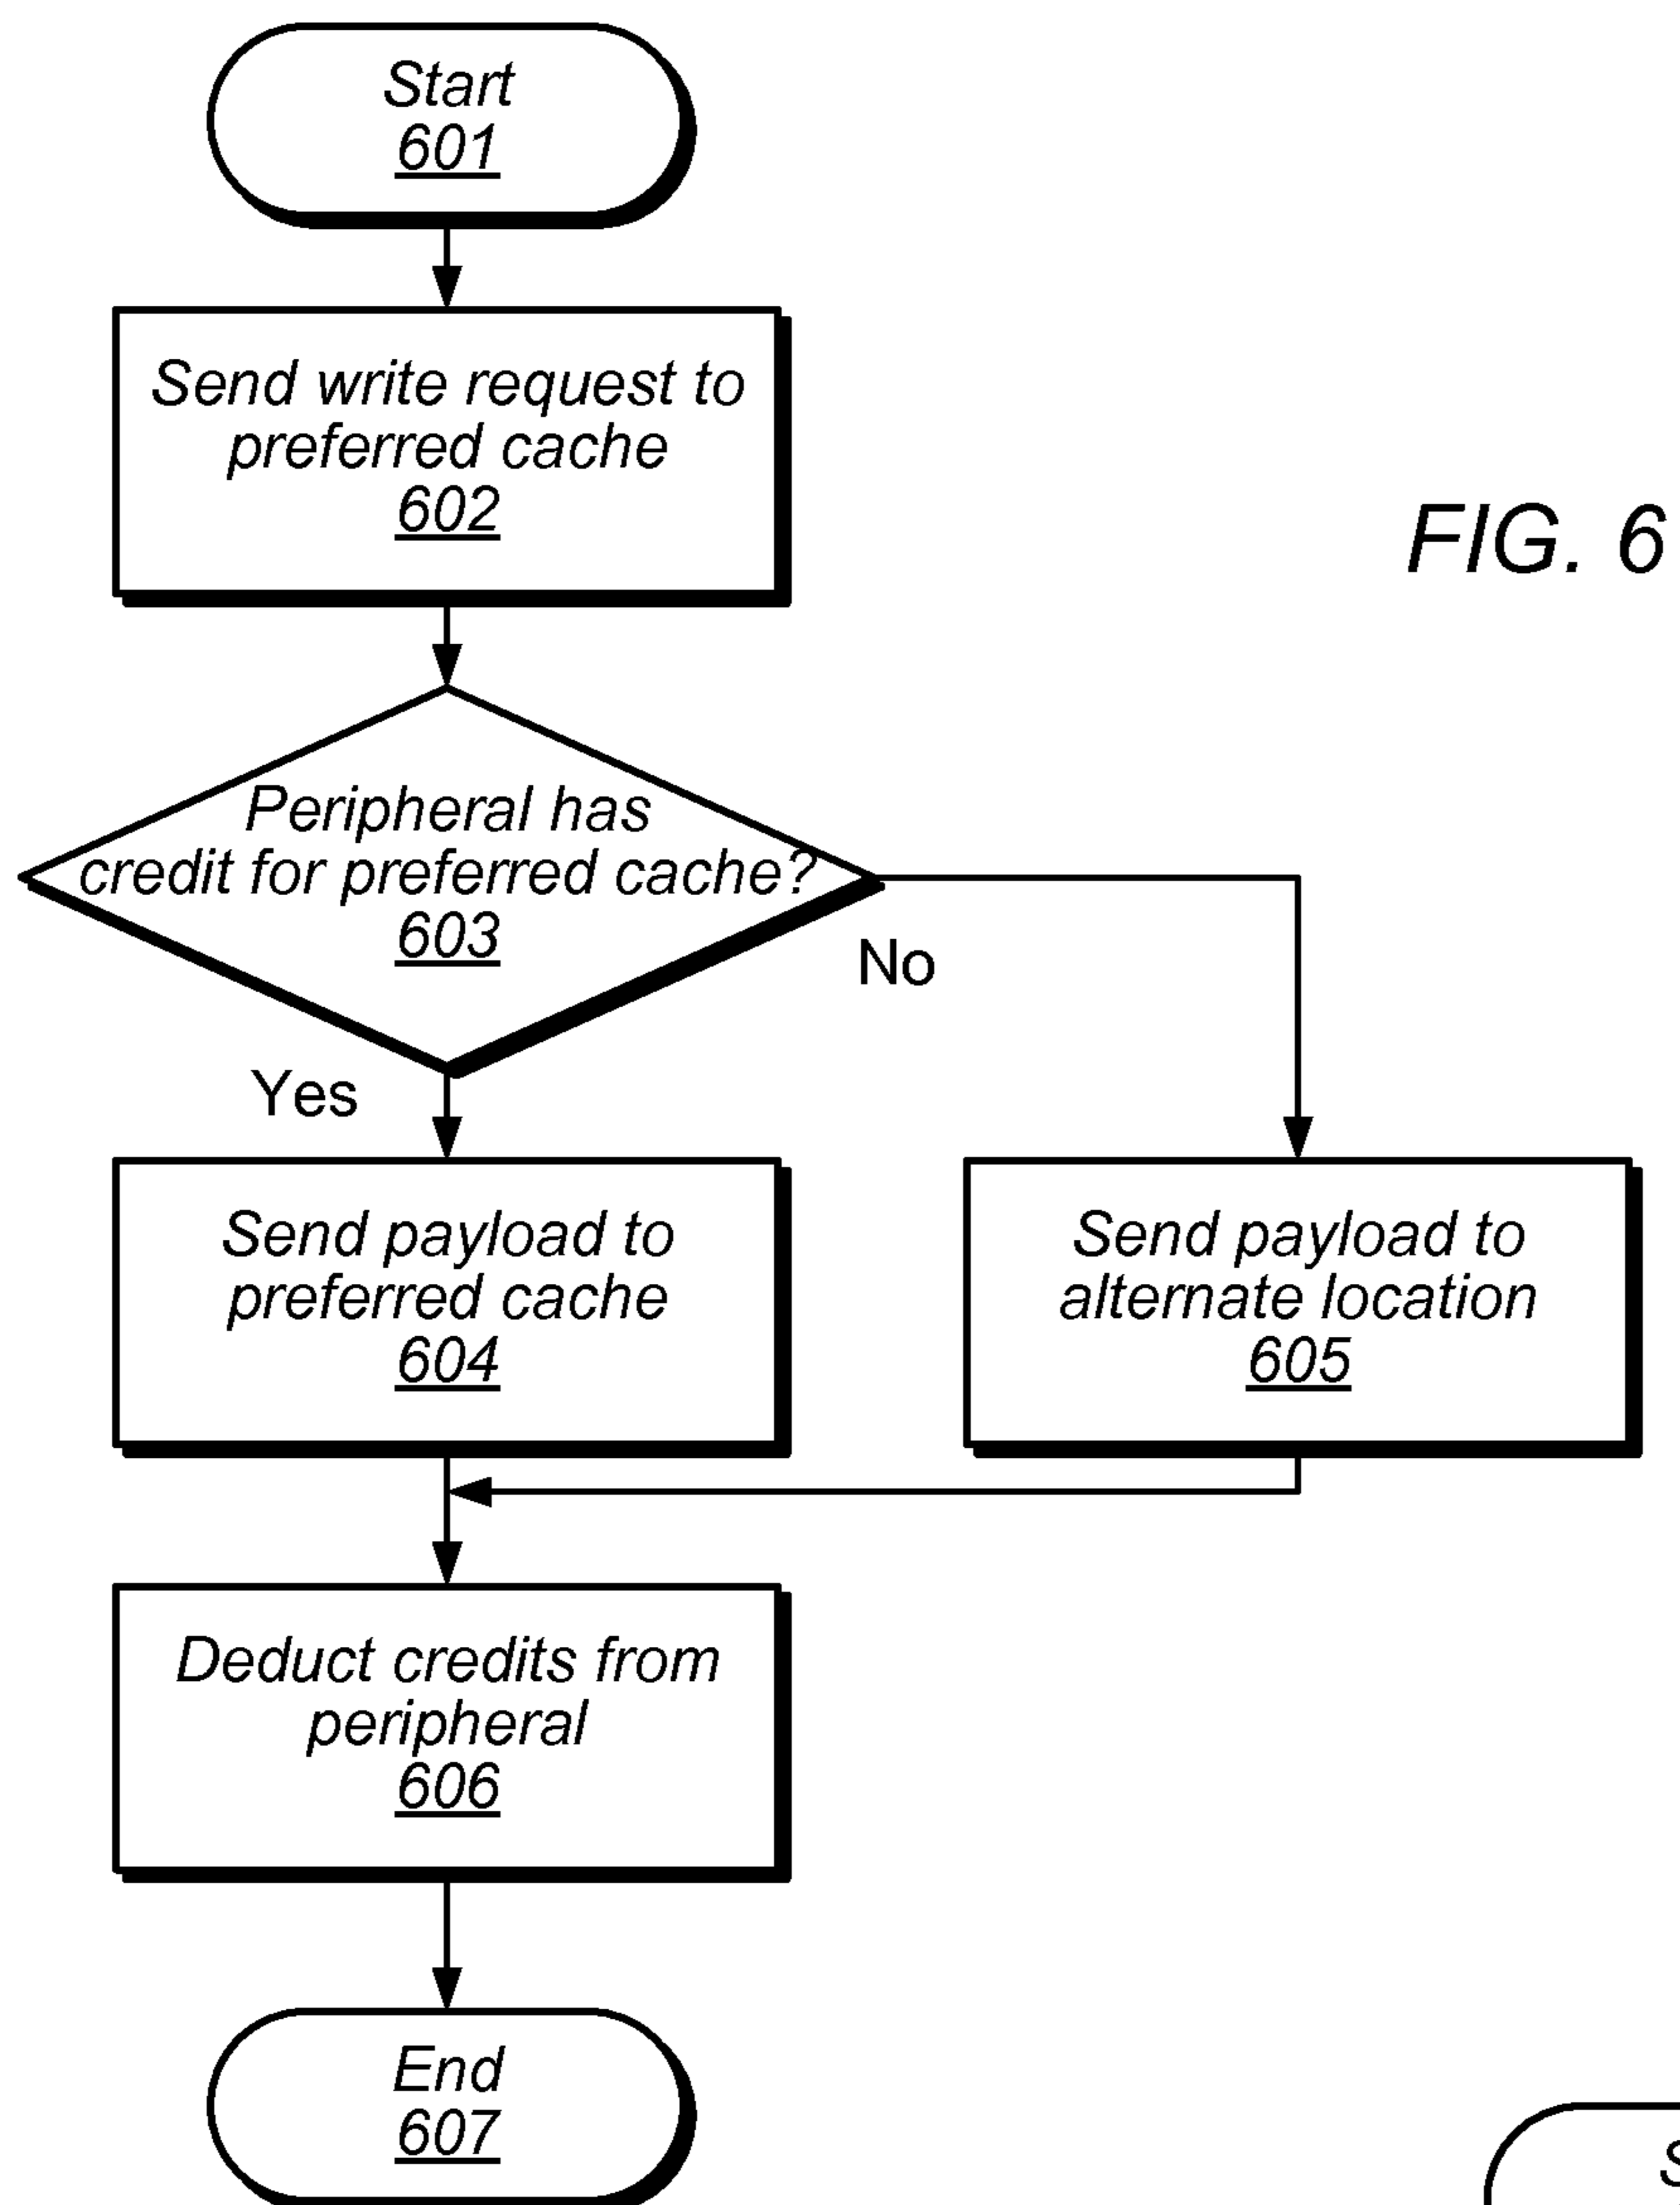 Start
601
Send write request to
preferred cache
602
FIG. 6
Peripheral has
credit for preferred cache?
603
No
Yes
Send payload to
preferred cache
604
Send payload to
alternate location
605
Deduct credits from
peripheral
606
End
607